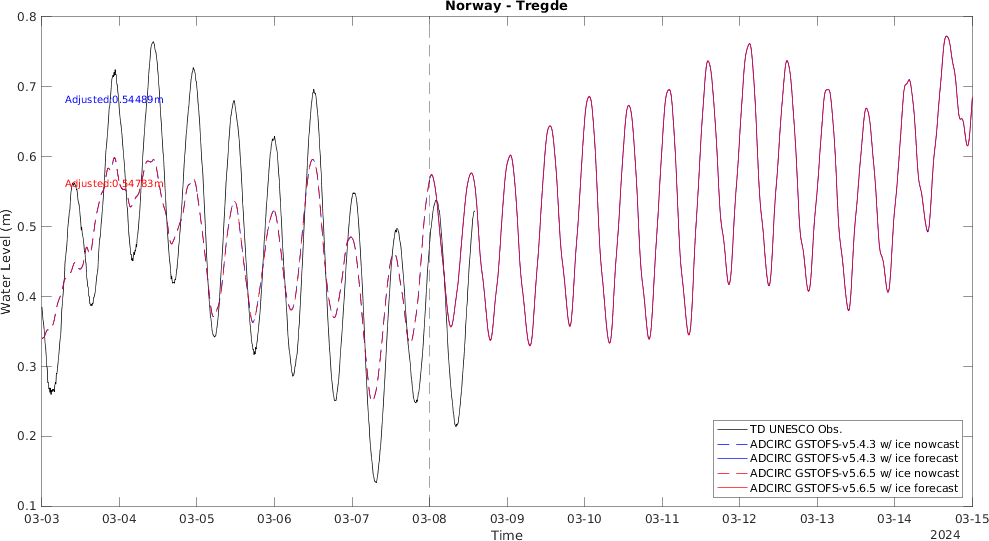 Norway - Tregde
0.8
0.7
0.6
0.5
0.4
0.3
0.2
0.1
Water Level (m)
Adjusted:0.54489m
Adjusted:0.54783m
TD UNESCO Obs.
ADCIRC GSTOFS-v5.4.3 w/ ice nowcast
ADCIRC GSTOFS-v5.4.3 w/ ice forecast
ADCIRC GSTOFS-v5.6.5 w/ ice nowcast
ADCIRC GSTOFS-v5.6.5 w/ ice forecast
03-03 03-04 03-05 03-06 03-07 03-08 03-09 03-10 03-11 03-12 03-13 03-14 03-15
Time
2024